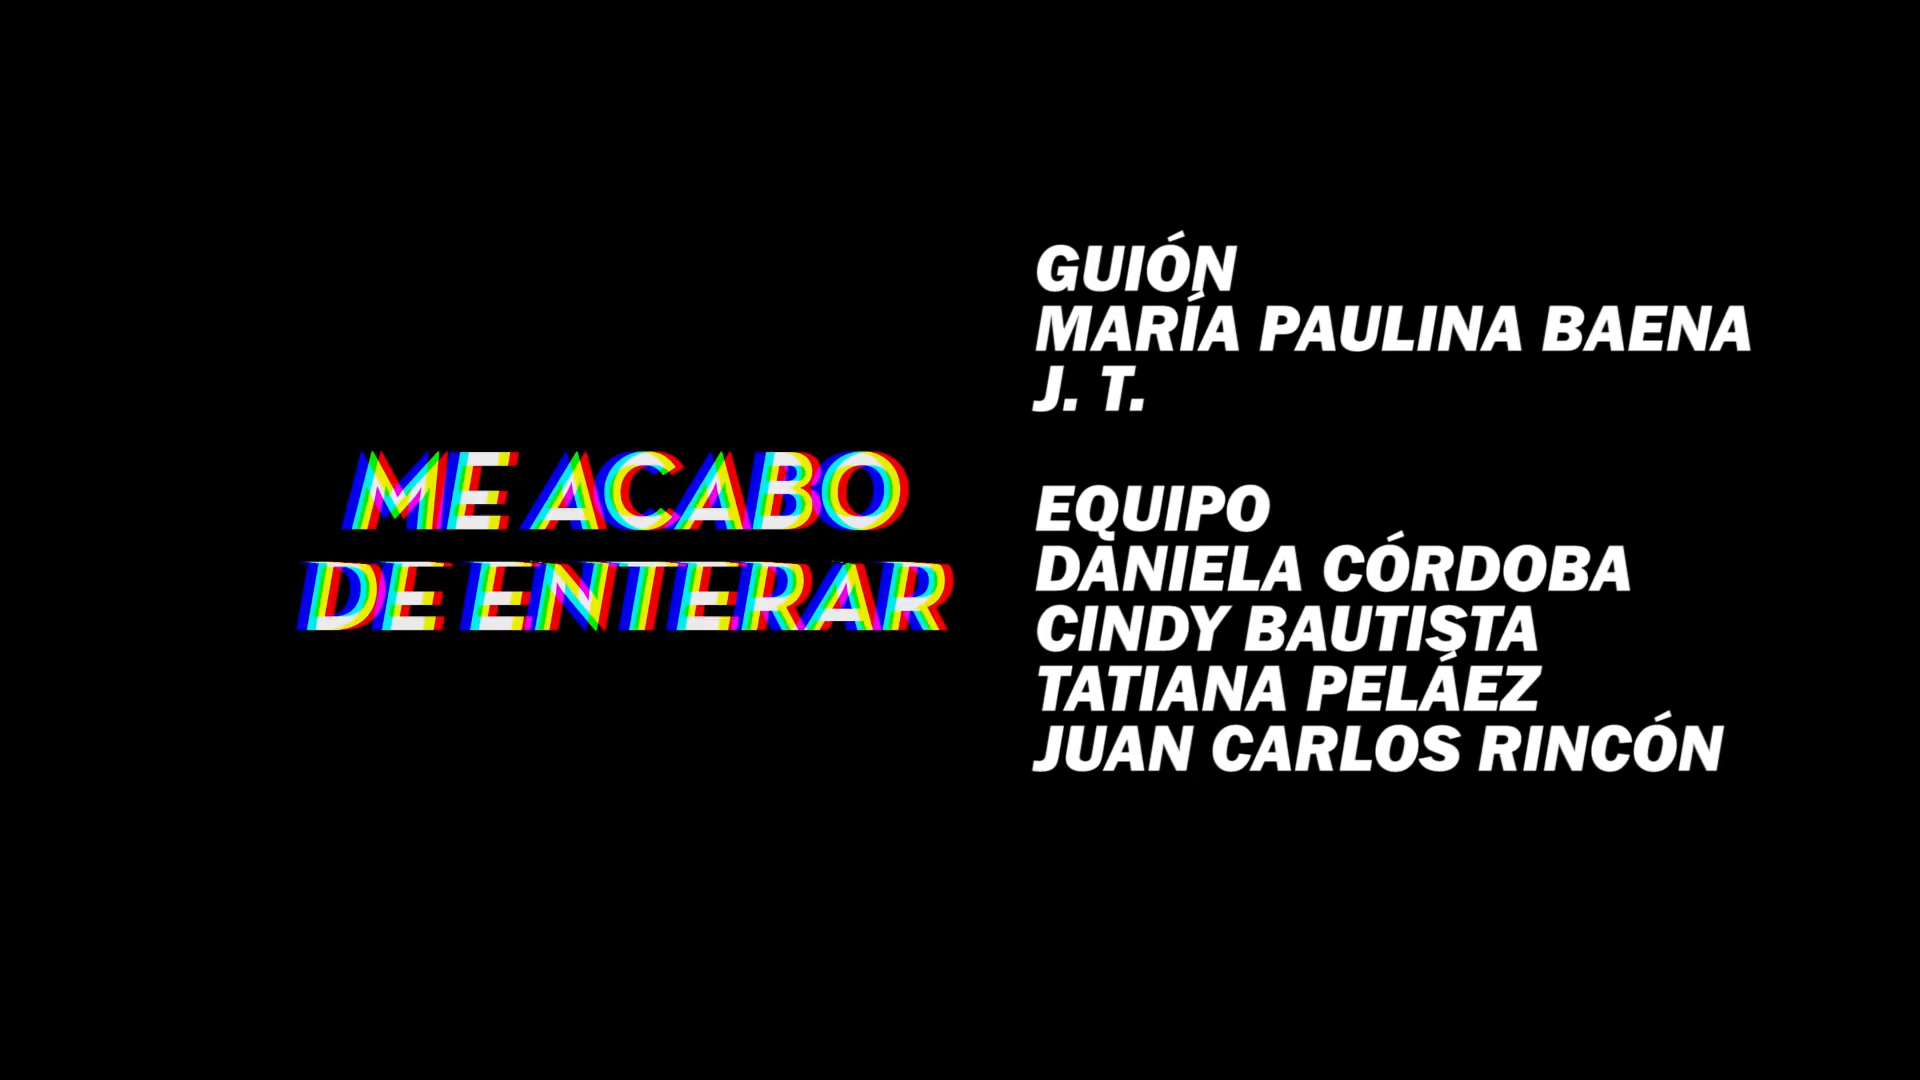 ME ACABO
DE ENTERAR
GUIÓN
MARÍA PAULINA BAENA
J. T.
EQUIPO
DANIELA CÓRDOBA
CINDY BAUTISTA
TATIANA PELÁEZ
JUAN CARLOS RINCÓN